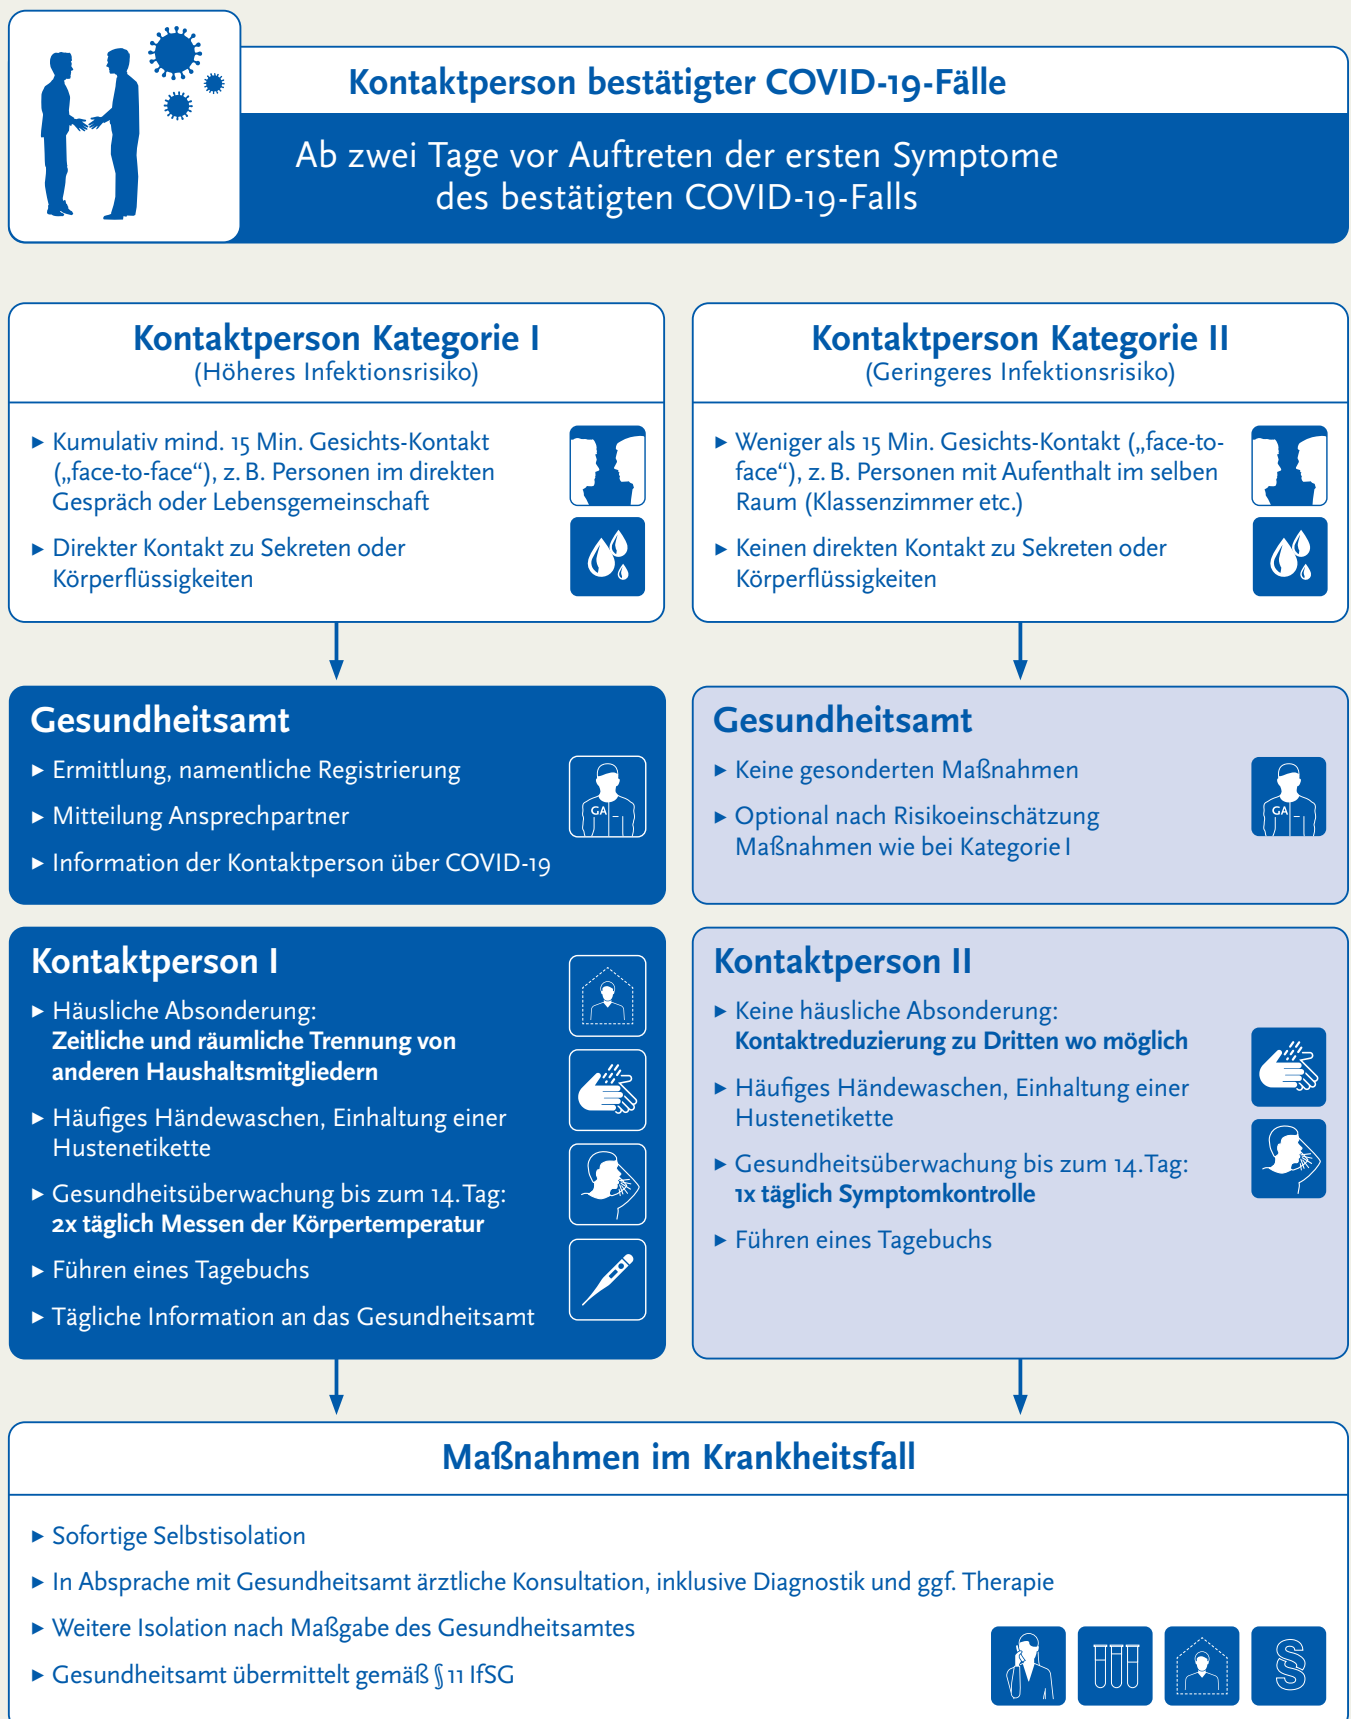 Kontaktperson bestätigter COVID-19-Fälle
Ab zwei Tage vor Auftreten der ersten Symptome
des bestätigten COVID-19-Falls
Kontaktperson Kategorie I
(Höheres Infektionsrisiko)
▸ Kumulativ mind. 15 Min. Gesichts-Kontakt
(„face-to-face“), z. B. Personen im direkten
Gespräch oder Lebensgemeinschaft
▸ Direkter Kontakt zu Sekreten oder
Körperflüssigkeiten
Kontaktperson Kategorie II
(Geringeres Infektionsrisiko)
▸ Weniger als 15 Min. Gesichts-Kontakt („face-to-
face“), z. B. Personen mit Aufenthalt im selben
Raum (Klassenzimmer etc.)
▸ Keinen direkten Kontakt zu Sekreten oder
Körperflüssigkeiten
Gesundheitsamt
▸ Ermittlung, namentliche Registrierung
▸ Mitteilung Ansprechpartner
▸ Information der Kontaktperson über COVID-19
GA
Gesundheitsamt
▸ Keine gesonderten Maßnahmen
▸ Optional nach Risikoeinschätzung
Maßnahmen wie bei Kategorie I
GA
Kontaktperson I
▸ Häusliche Absonderung:
Zeitliche und räumliche Trennung von
anderen Haushaltsmitgliedern
▸ Häufiges Händewaschen, Einhaltung einer
Hustenetikette
▸ Gesundheitsüberwachung bis zum 14. Tag:
2x täglich Messen der Körpertemperatur
▸ Führen eines Tagebuchs
▸ Tägliche Information an das Gesundheitsamt
Kontaktperson II
▸ Keine häusliche Absonderung:
Kontaktreduzierung zu Dritten wo möglich
▸ Häufiges Händewaschen, Einhaltung einer
Hustenetikette
▸ Gesundheitsüberwachung bis zum 14. Tag:
1x täglich Symptomkontrolle
▸ Führen eines Tagebuchs
Maßnahmen im Krankheitsfall
▸ Sofortige Selbstisolation
▸ In Absprache mit Gesundheitsamt ärztliche Konsultation, inklusive Diagnostik und ggf. Therapie
▸ Weitere Isolation nach Maßgabe des Gesundheitsamtes
▸ Gesundheitsamt übermittelt gemäß § 11 IfSG
§